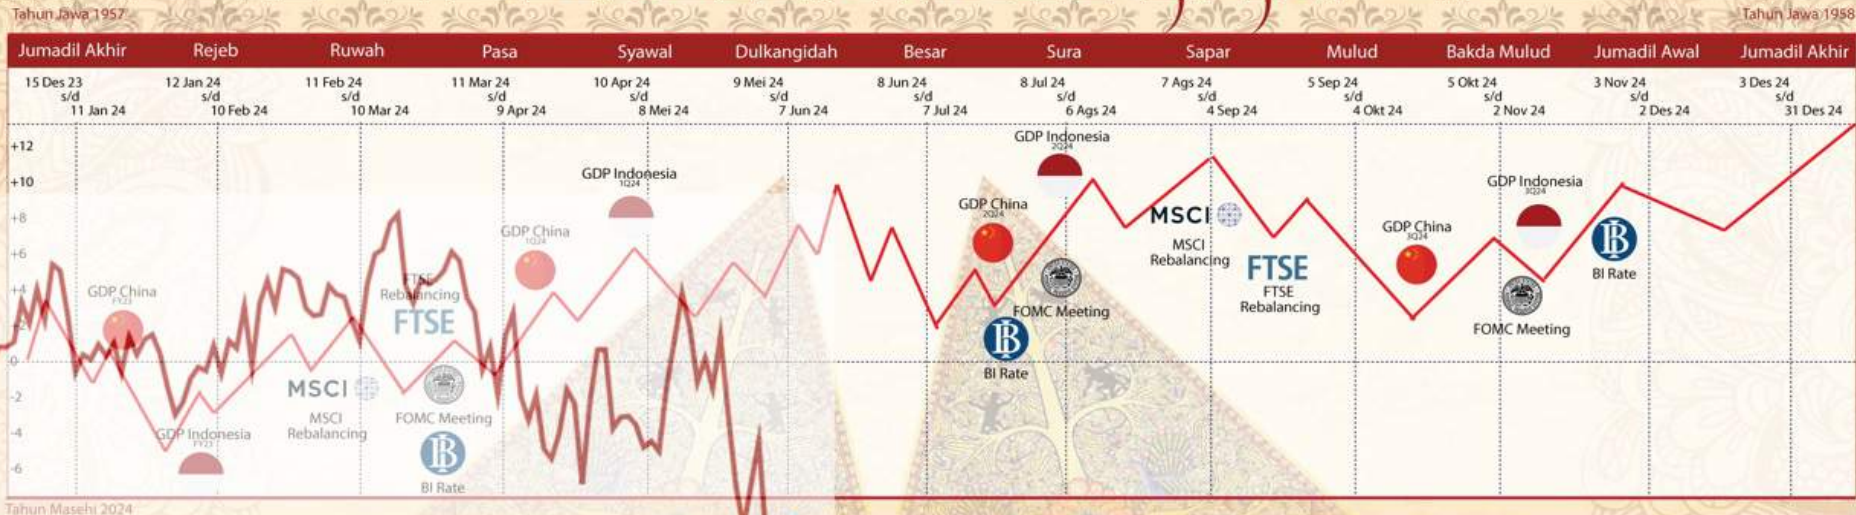 Tahun Jawa 1957
Tahun Jawa 1958
Jumadil Akhir
Rejeb
Ruwah
Pasa
Syawal
Dulkangidah
Besar
Sura
Sapar
Mulud
Bakda Mulud
Jumadil Awal
Jumadil Akhir
15 Des 23
s/d
11 Jan 24
12 Jan 24
s/d
10 Feb 24
11 Feb 24
s/d
10 Mar 24
11 Mar 24
s/d
9 Apr 24
10 Apr 24
s/d
8 Mei 24
9 Mei 24
s/d
7 Jun 24
8 Jun 24
s/d
7 Jul 24
8 Jul 24
s/d
6 Ags 24
7 Ags 24
s/d
4 Sep 24
5 Sep 24
s/d
4 Okt 24
5 Okt 24
s/d
2 Nov 24
3 Nov 24
s/d
2 Des 24
3 Des 24
s/d
31 Des 24
+12
+10
+8
+6
+4
+2
0
-2
-4
-6
GDP China
FY23
GDP Indonesia
FY23
MSCI
MSCI
Rebalancing
FTSE
Rebalancing
FTSE
FOMC Meeting
BI Rate
GDP China
1Q24
GDP Indonesia
1Q24
GDP China
2Q24
BI Rate
GDP Indonesia
2Q24
FOMC Meeting
MSCI
MSCI
Rebalancing
FTSE
FTSE
Rebalancing
GDP China
3Q24
GDP Indonesia
3Q24
FOMC Meeting
BI Rate
Tahun Masehi 2024